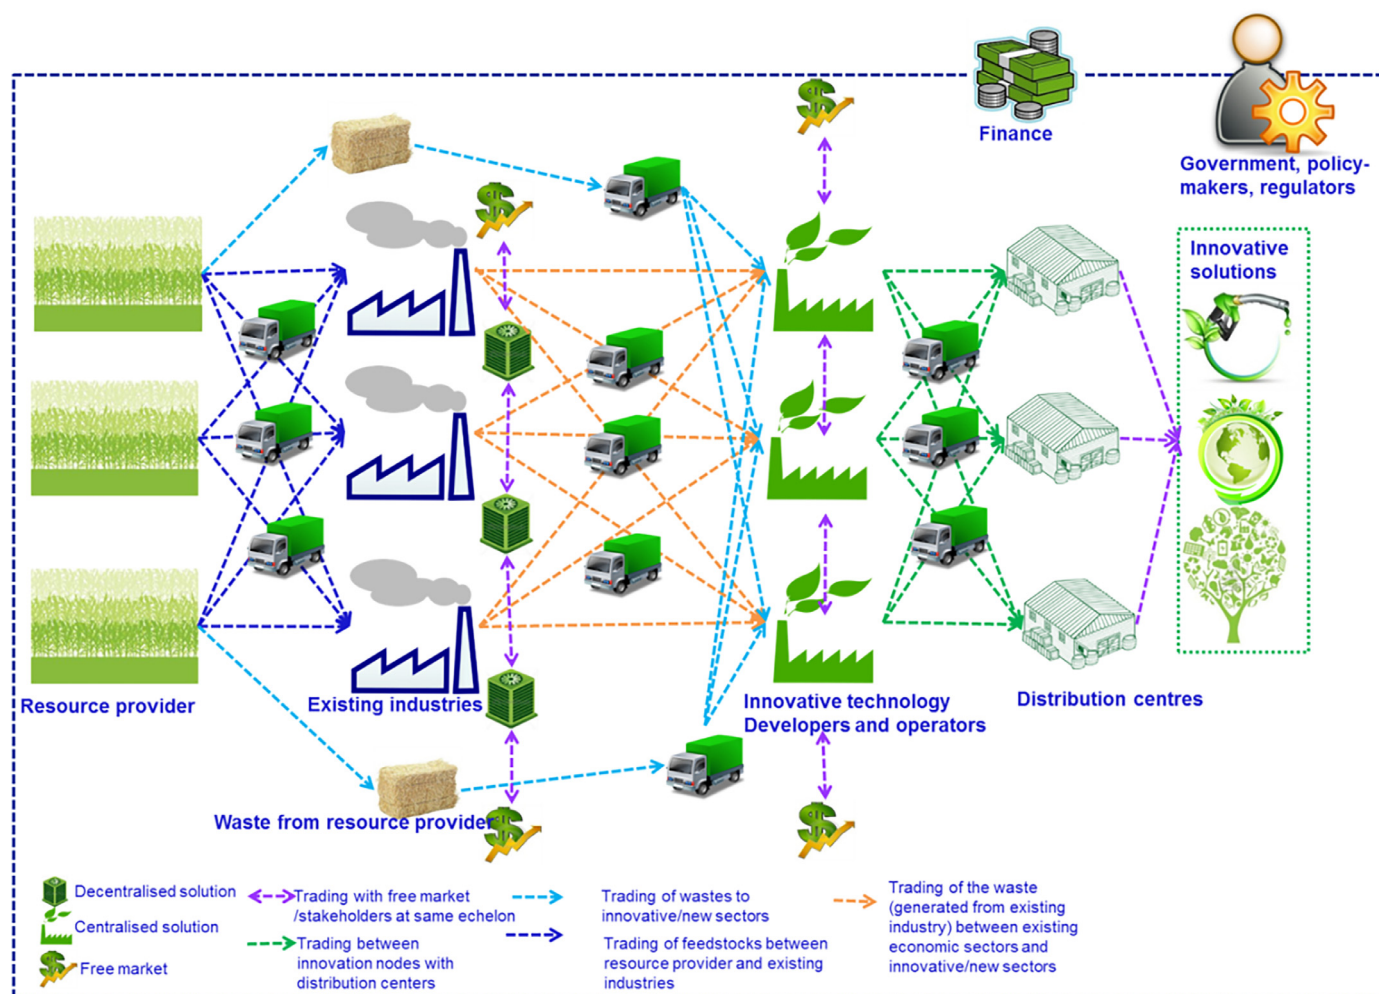 Finance
Government, policy-
makers, regulators
Innovative
solutions
Resource provider
Existing industries
Innovative technology
Developers and operators
Distribution centres
Waste from resource provider
Decentralised solution
Centralised solution
Free market
Trading with free market
/stakeholders at same echelon
Trading between
innovation nodes with
distribution centers
Trading of wastes to
innovative/new sectors
Trading of feedstocks between
resource provider and existing
industries
Trading of the waste
(generated from existing
industry) between existing
economic sectors and
innovative/new sectors